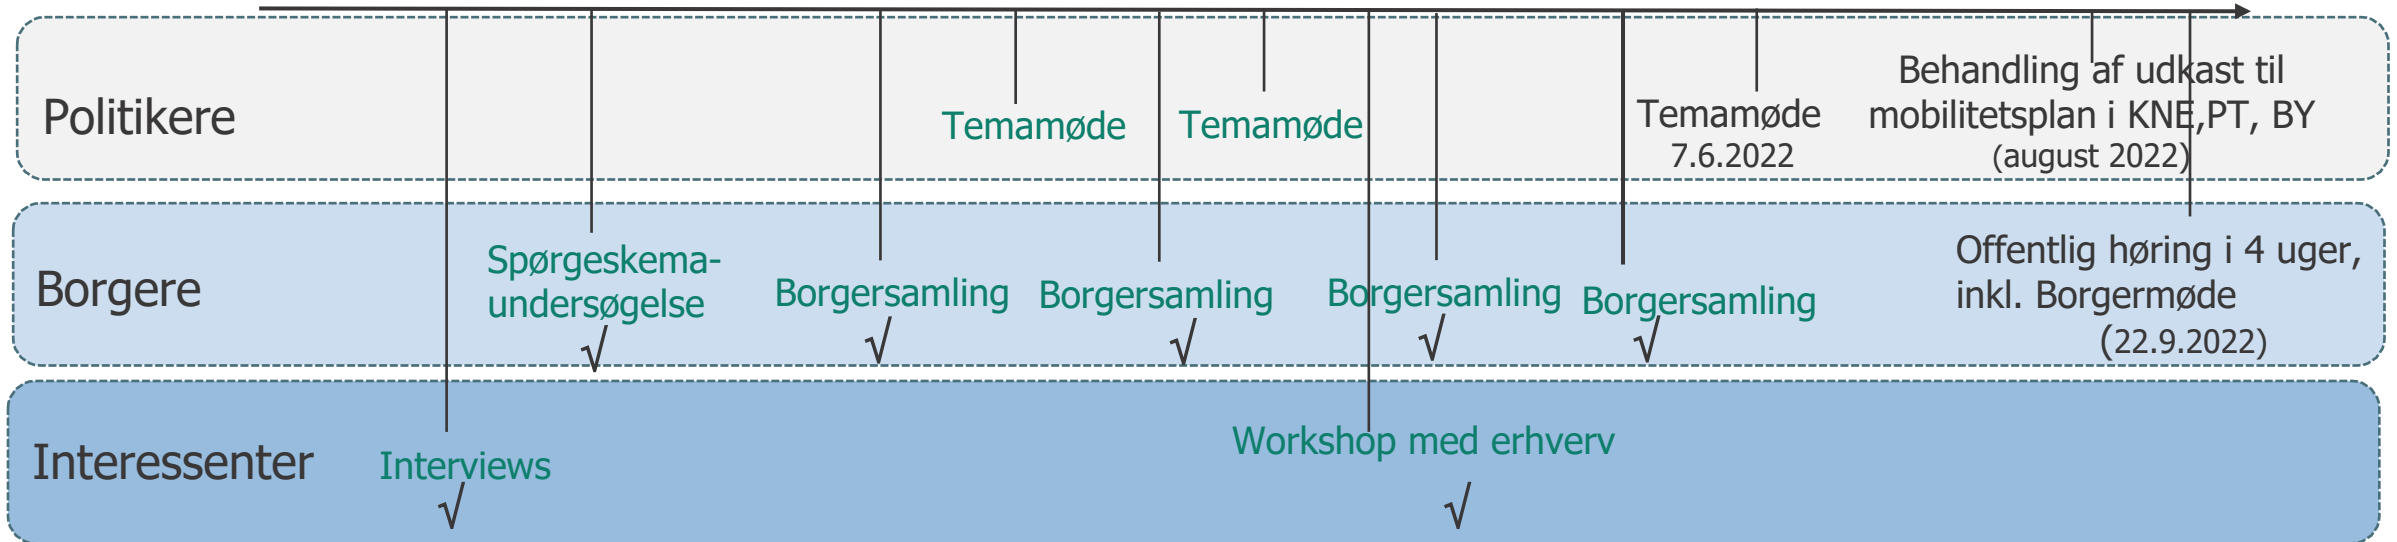 Politikere
Temamøde
Temamøde
Temamøde
7.6.2022
Behandling af udkast til
mobilitetsplan i KNE,PT, BY
(august 2022)
Borgere
Spørgeskema-
undersøgelse
√
Borgersamling
√
Borgersamling
√
Borgersamling
√
Borgersamling
√
Offentlig høring i 4 uger,
inkl. Borgermøde
(22.9.2022)
Interessenter
Interviews
√
Workshop med erhverv
√